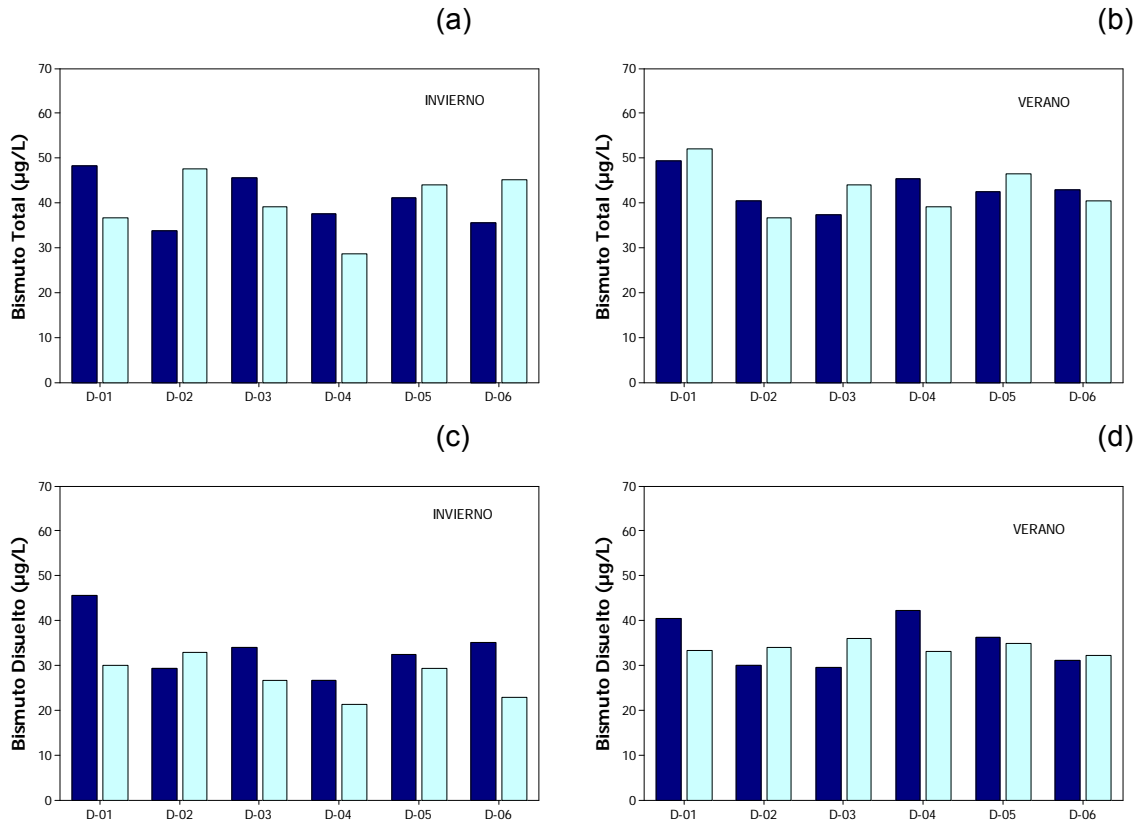 (a)
(b)
70
60
50
40
30
20
10
0
Bismuto Total (µg/L)
INVIERNO
D-01 D-02 D-03 D-04 D-05 D-06
70
60
50
40
30
20
10
0
Bismuto Total (µg/L)
VERANO
D-01 D-02 D-03 D-04 D-05 D-06
(c)
(d)
70
60
50
40
30
20
10
0
Bismuto Disuelto (µg/L)
INVIERNO
D-01 D-02 D-03 D-04 D-05 D-06
70
60
50
40
30
20
10
0
Bismuto Disuelto (µg/L)
VERANO
D-01 D-02 D-03 D-04 D-05 D-06